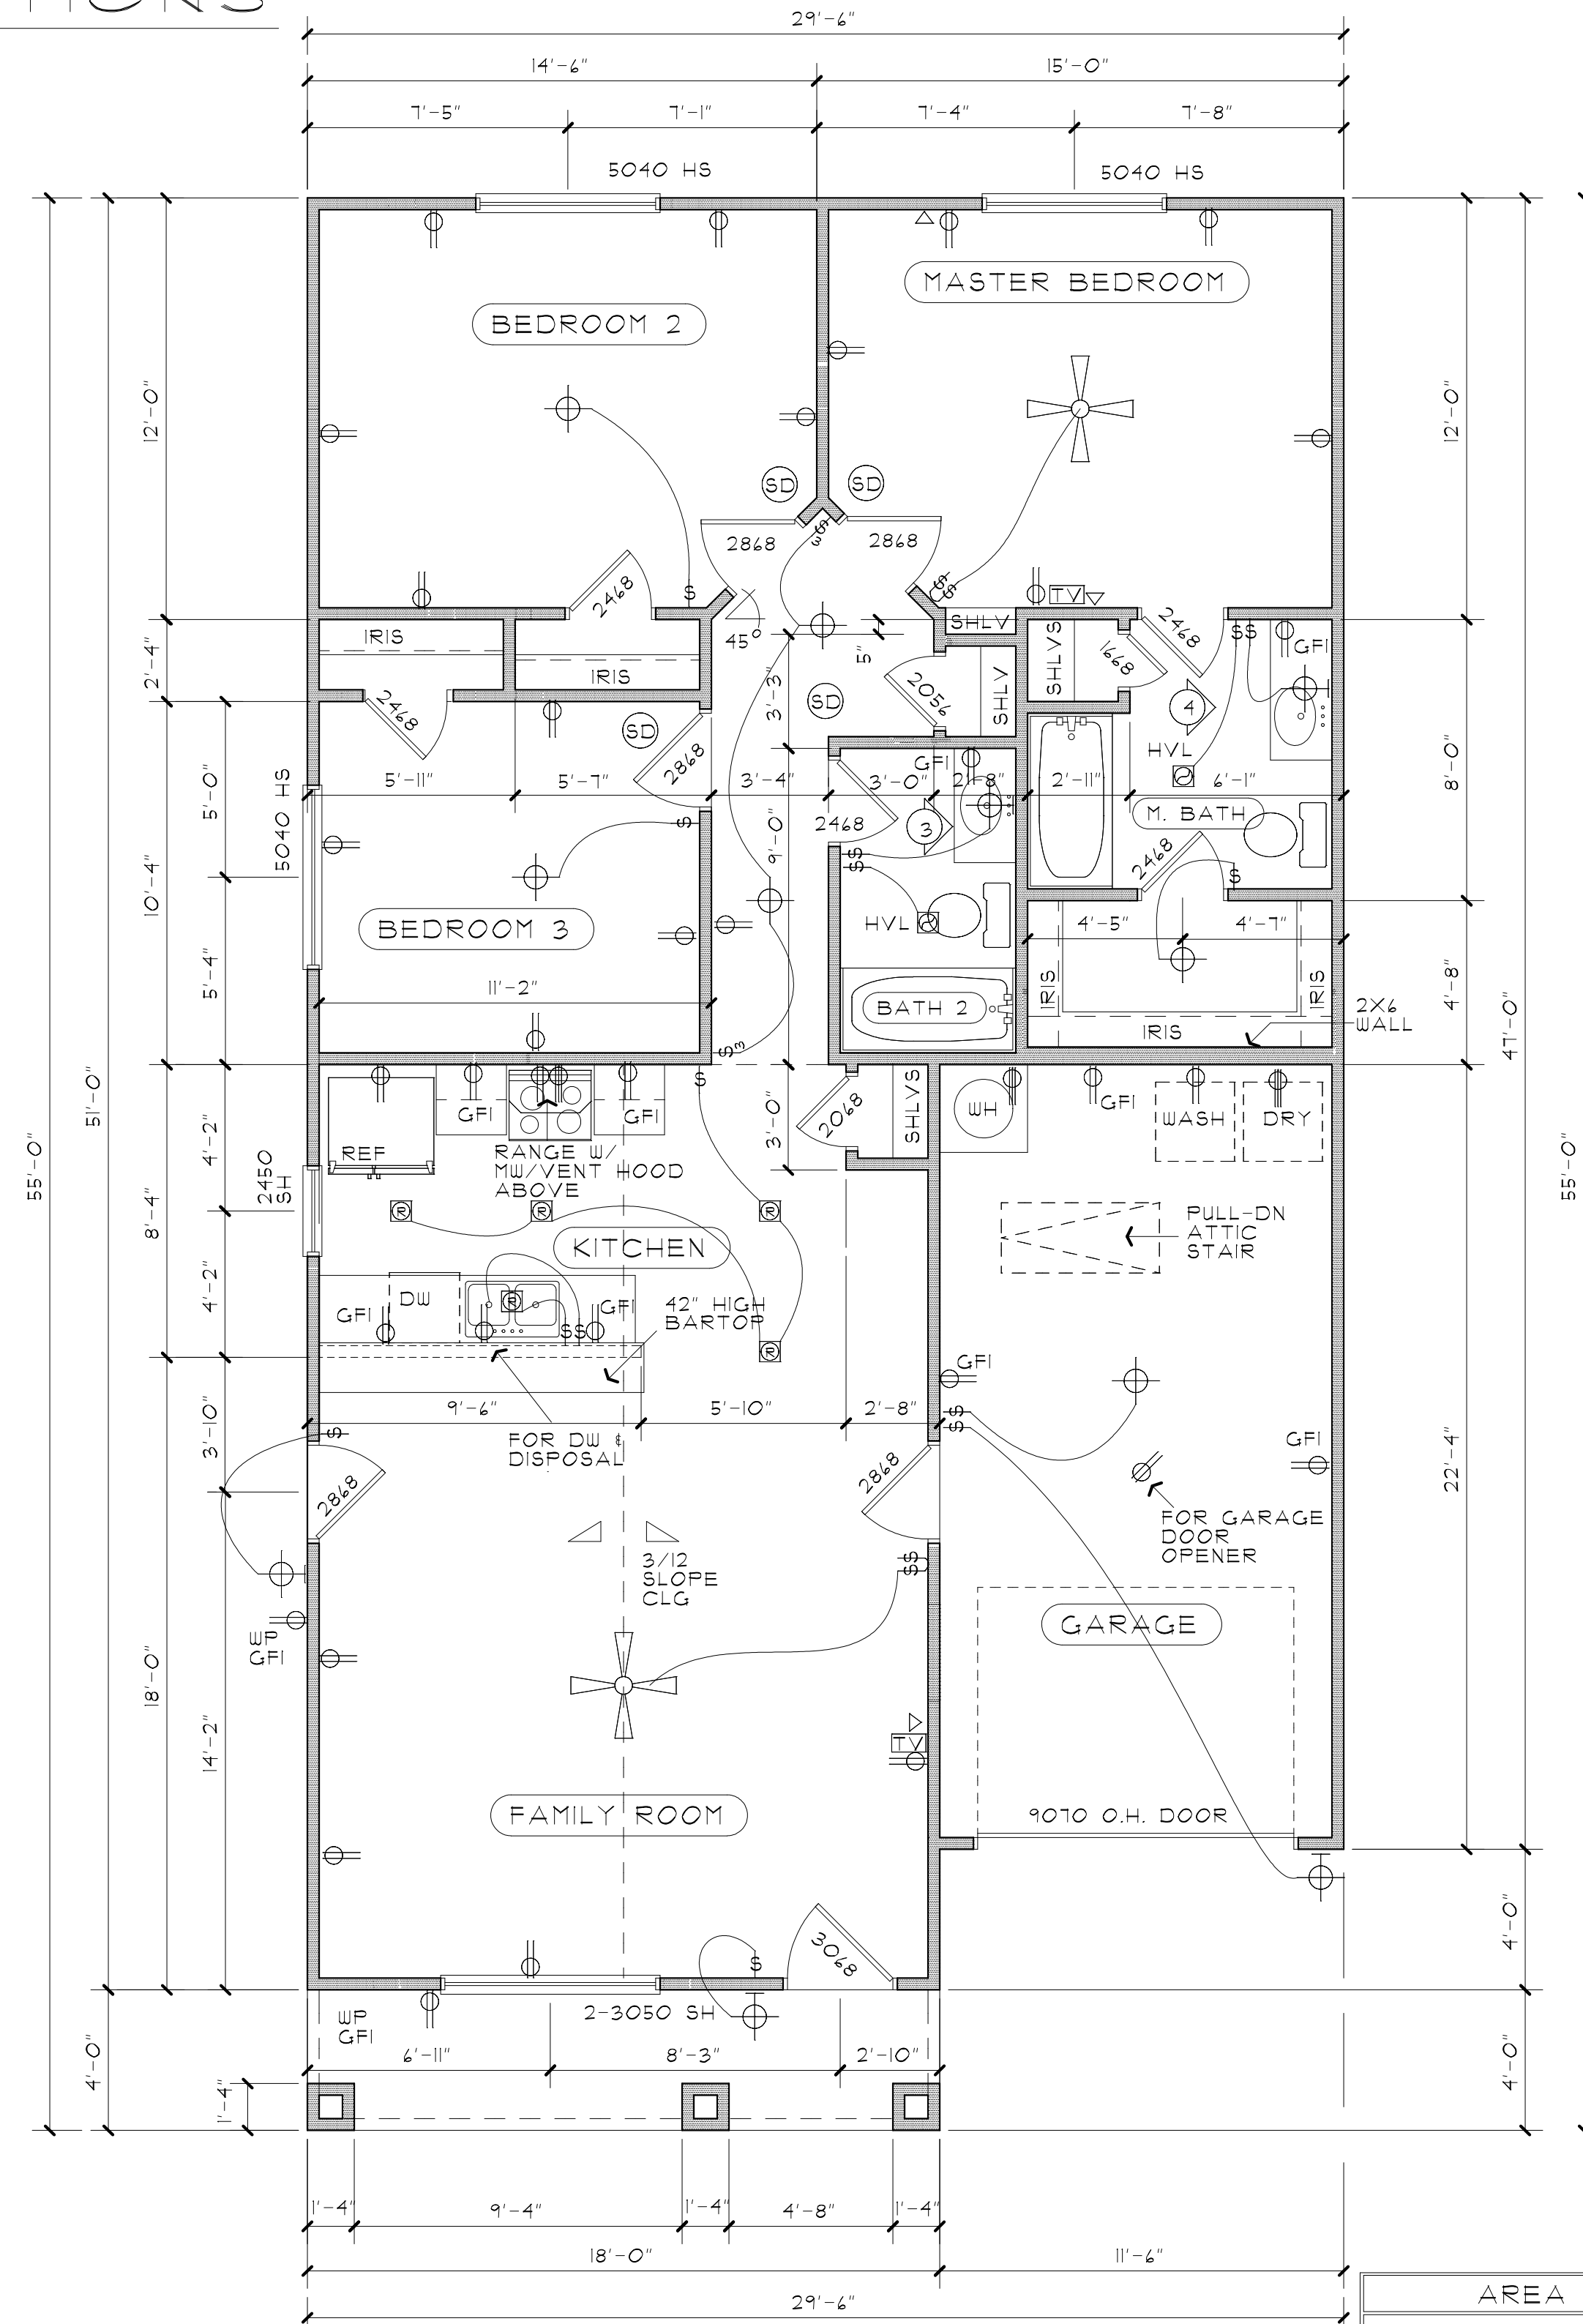 29'-6"
14'-6"
15'-0"
7'-5"
7'-1"
7'-4"
7'-8"
5040 HS
5040 HS
MASTER BEDROOM
BEDROOM 2
12'-0"
12'-0"
SD
SD
2868
2868
S3
2468
S
SS
45°
IRIS
IRIS
SHLV
TV
2468
SS
GFI
5"
2'-4"
SHLVS
1668
2056
SHLV
3'-3"
SD
SD
2468
4
HVL
5040 HS
5'-0"
2868
GFI
5'-11"
5'-7"
3'-4"
3'-0"
2'-8"
2'-11"
6'-1"
8'-0"
S
2468
3
M. BATH
9'-0"
SS
2468
S
10'-4"
BEDROOM 3
HVL
4'-5"
4'-7"
5'-4"
11'-2"
BATH 2
IRIS
IRIS
IRIS
4'-8"
2X6
WALL
47'-0"
S3
S
51'-0"
55'-0"
55'-0"
4'-2"
GFI
GFI
REF
RANGE W/
MW/VENT HOOD
ABOVE
3'-0"
2068
SHLVS
WH
GFI
WASH
DRY
2450
SH
8'-4"
R
R
R
KITCHEN
PULL-DN
ATTIC
STAIR
4'-2"
GFI
DW
R
GFI
SS
42" HIGH
BARTOP
R
GFI
9'-6"
5'-10"
2'-8"
SS
3'-10"
S
FOR DW &
DISPOSAL
GFI
22'-4"
2868
2868
FOR GARAGE
DOOR
OPENER
3/12
SLOPE
CLG
SS
GARAGE
WP
GFI
18'-0"
14'-2"
TV
FAMILY ROOM
9070 O.H. DOOR
4'-0"
3068
S
WP
GFI
2-3050 SH
6'-11"
8'-3"
2'-10"
4'-0"
4'-0"
1'-4"
1'-4"
9'-4"
1'-4"
4'-8"
1'-4"
18'-0"
11'-6"
29'-6"
AREA